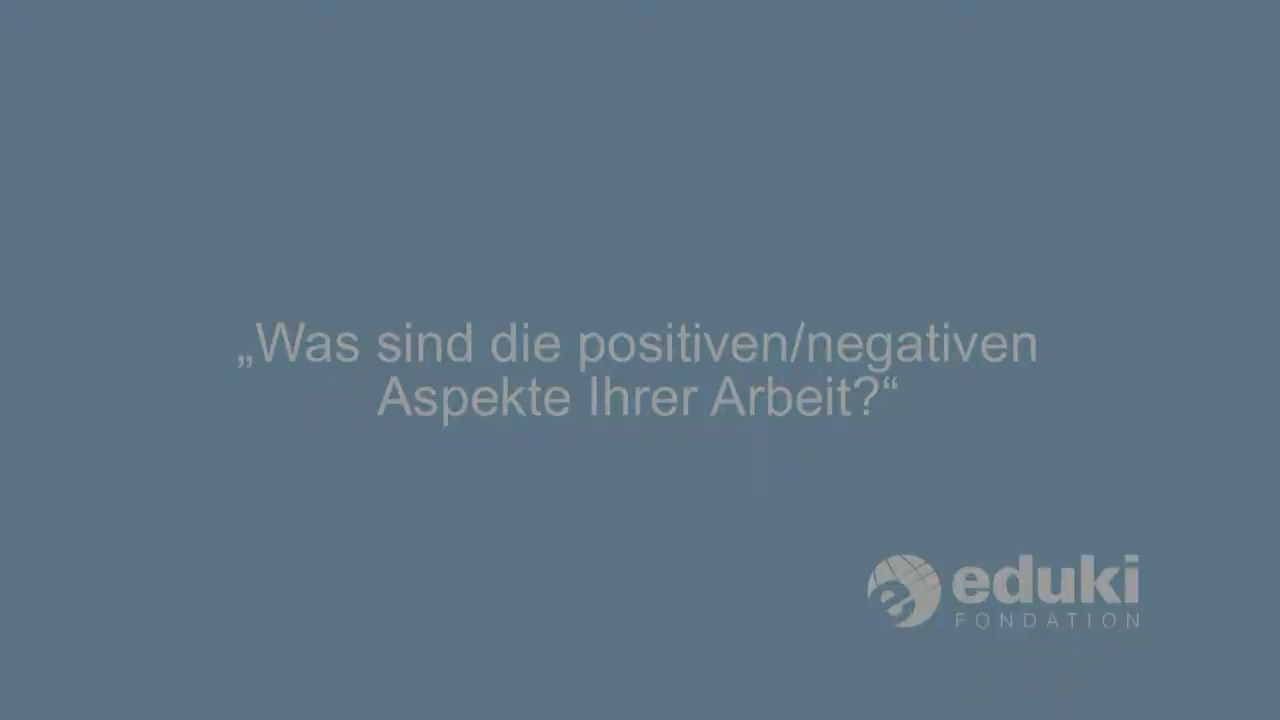 „Was sind die positiven/negativen
Aspekte Ihrer Arbeit?“
eduki
FONDATION